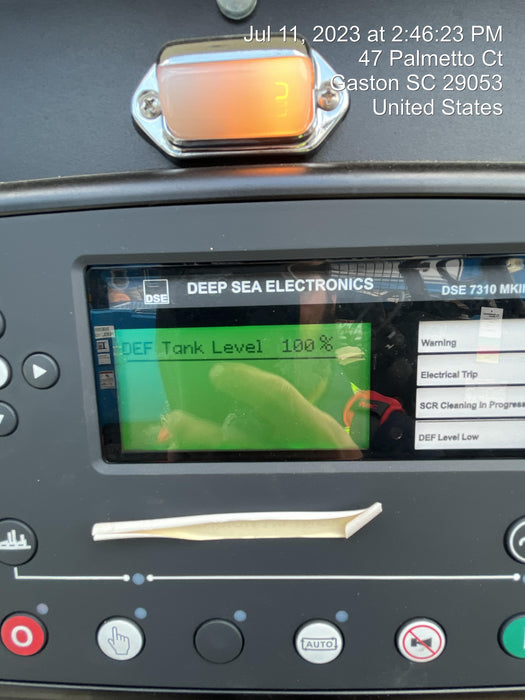 Jul 11, 2023 at 2:46:23 PM
47 Palmetto Ct
Gaston SC 29053
United States
DSE
DEEP SEA ELECTRONICS
DSE 7310 MKII
DEF Tank Level 100%
Warning
Electrical Trip
SCR Cleaning In Progress
DEF Level Low
AUTO